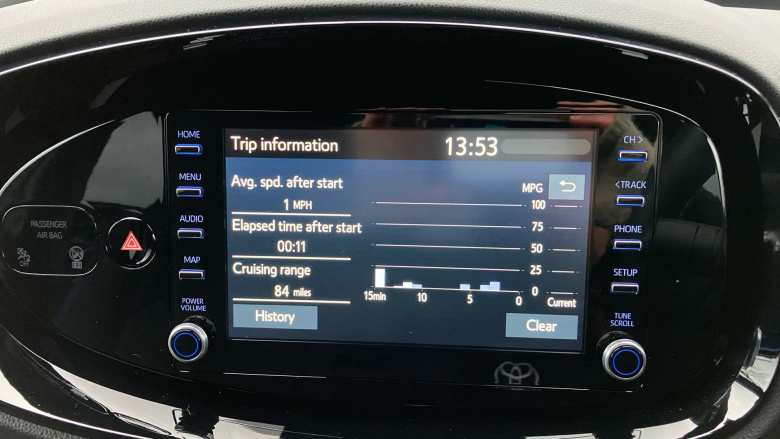 HOME
MENU
AUDIO
MAP
POWER
VOLUME
PASSENGER
AIR BAG
OFF
Trip information 13:53
Avg. spd. after start
1 MPH
Elapsed time after start
00:11
Cruising range
84 miles
History
MPG
100
75
50
25
0
15min 10 5 0 Current
Clear
CH >
< TRACK
PHONE
SETUP
TUNE
SCROLL